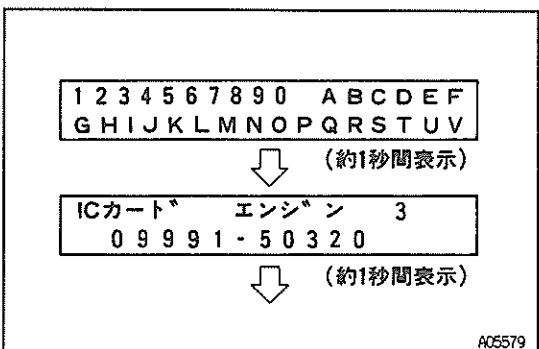 1234567890 ABCDEF
GHIJKLMNOPQRSTUV
(約1秒間表示)
ICカード エンジン 3
09991-50320
(約1秒間表示)
A05579